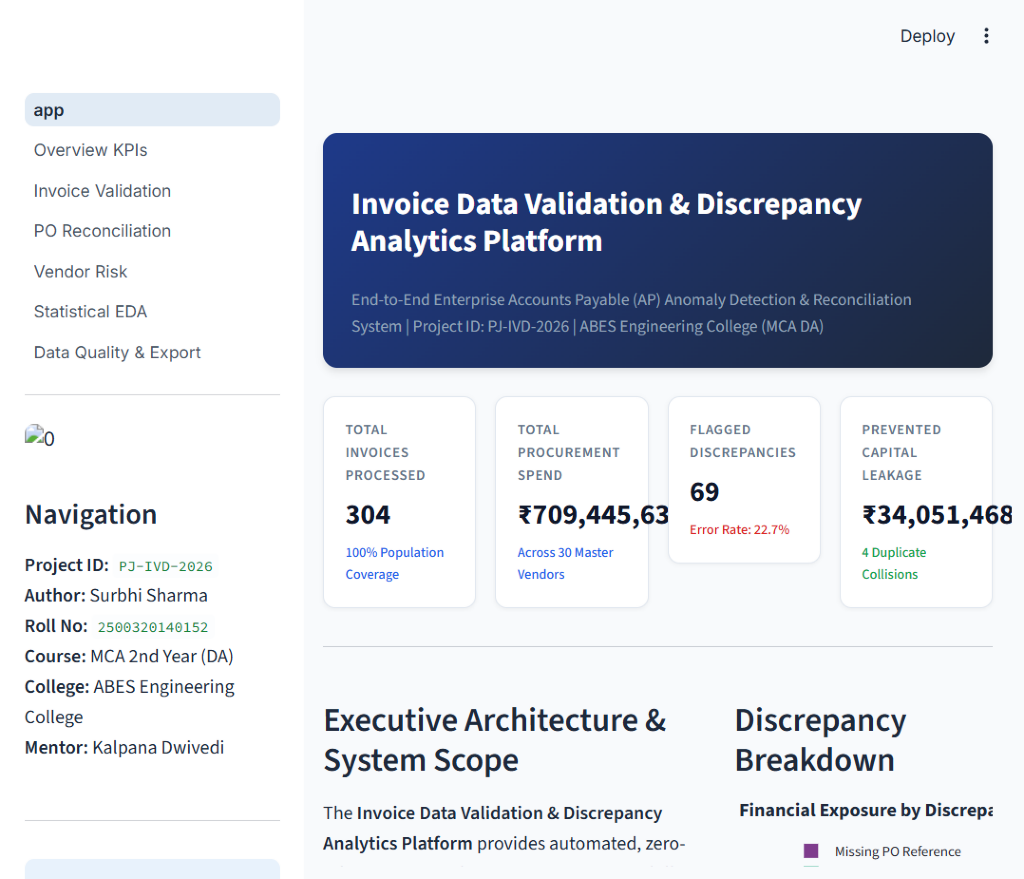 Deploy
app
Overview KPIs
Invoice Validation
PO Reconciliation
Vendor Risk
Statistical EDA
Data Quality & Export
0
Navigation
Project ID: PJ-IVD-2026
Author: Surbhi Sharma
Roll No: 2500320140152
Course: MCA 2nd Year (DA)
College: ABES Engineering
College
Mentor: Kalpana Dwivedi
Invoice Data Validation & Discrepancy
Analytics Platform
End-to-End Enterprise Accounts Payable (AP) Anomaly Detection & Reconciliation
System | Project ID: PJ-IVD-2026 | ABES Engineering College (MCA DA)
TOTAL
INVOICES
PROCESSED
304
100% Population
Coverage
TOTAL
PROCUREMENT
SPEND
₹709,445,63
Across 30 Master
Vendors
FLAGGED
DISCREPANCIES
69
Error Rate: 22.7%
PREVENTED
CAPITAL
LEAKAGE
₹34,051,468
4 Duplicate
Collisions
Executive Architecture &
System Scope
The Invoice Data Validation & Discrepancy
Analytics Platform provides automated, zero-
Discrepancy
Breakdown
Financial Exposure by Discrepa
Missing PO Reference